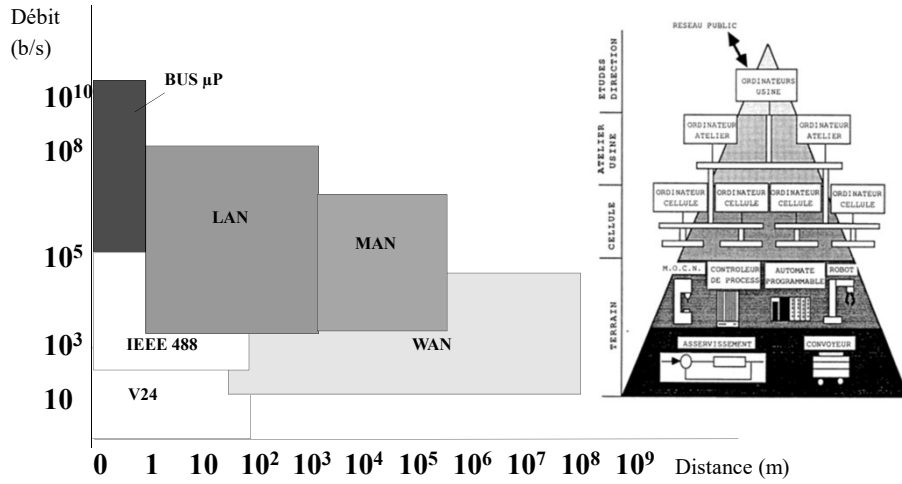 Débit
(b/s)
BUS µP
10¹⁰
10⁸
10⁵
10³
10
LAN
MAN
WAN
IEEE 488
V24
0 1 10 10² 10³ 10⁴ 10⁵ 10⁶ 10⁷ 10⁸ 10⁹ Distance (m)
RESEAU PUBLIC
ETUDES
DIRECTION
ORDINATEURS
USINE
ATELIER
USINE
ORDINATEUR
ATELIER
ORDINATEUR
ATELIER
CELLULE
ORDINATEUR
CELLULE
ORDINATEUR
CELLULE
ORDINATEUR
CELLULE
ORDINATEUR
CELLULE
TERRAIN
M.O.C.N.
CONTROLEUR
DE PROCESS
AUTOMATE
PROGRAMMABLE
ROBOT
ASSERVISSEMENT
CONVOYEUR